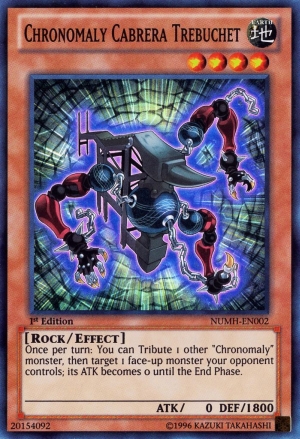 CHRONOMALY CABRERA TREBUCHET
EARTH
地
1st Edition
NUMH-EN002
[ROCK/EFFECT]
Once per turn: You can Tribute 1 other "Chronomaly"
monster, then target 1 face-up monster your opponent
controls; its ATK becomes 0 until the End Phase.
ATK/ 0 DEF/1800
20154092
©1996 KAZUKI TAKAHASHI